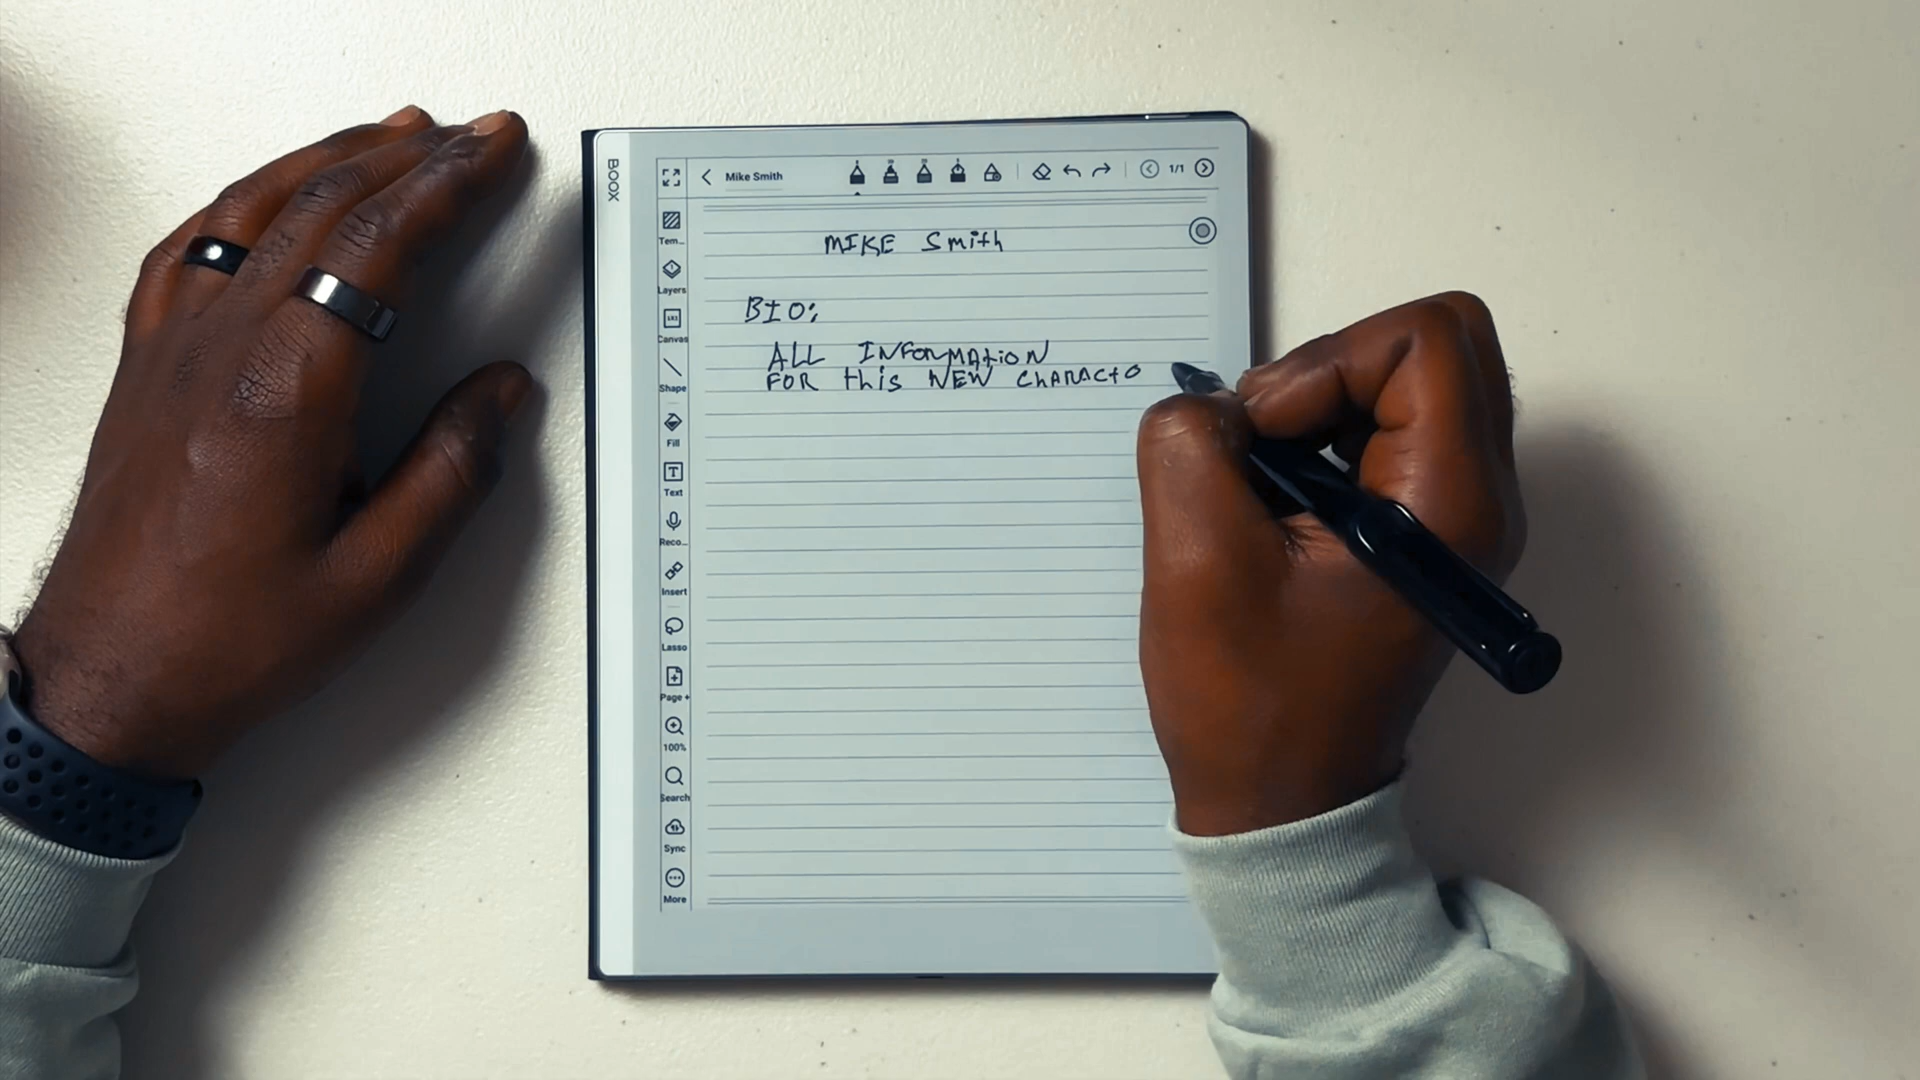 BOOX
Mike Smith
1/1
MIKE Smith
BIO:
ALL INFORMATION
FOR this NEW CHARACTO
Tem...
Layers
Canvas
Shape
Fill
Text
Reco...
Insert
Lasso
Page +
100%
Search
Sync
More